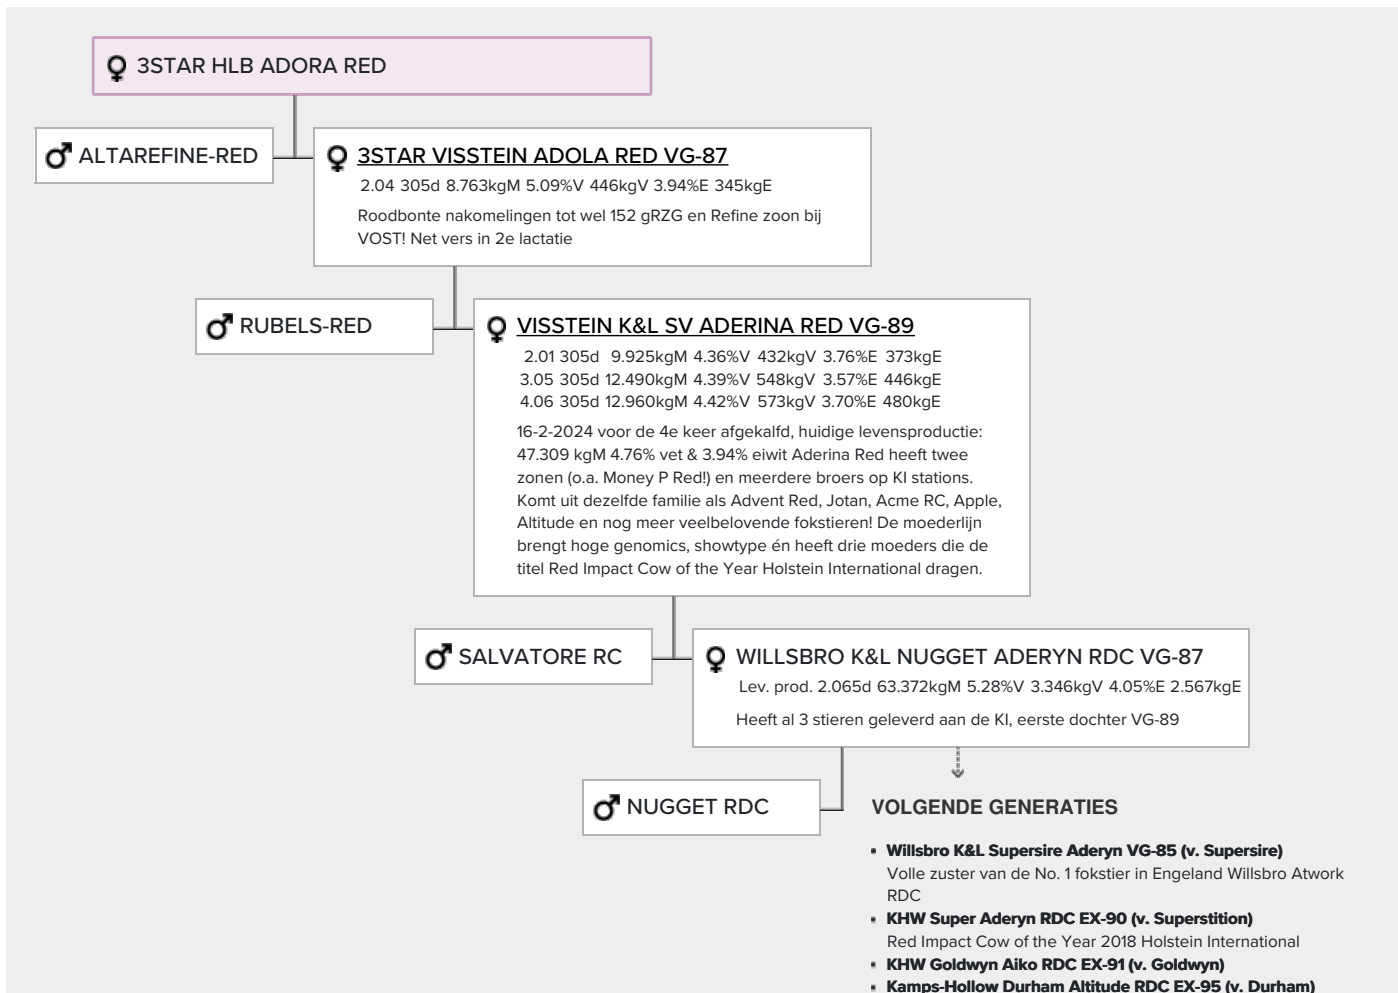 3STAR HLB ADORA RED
ALTAREFINE-RED
3STAR VISSTEIN ADOLA RED VG-87
2.04 305d 8.763kgM 5.09%V 446kgV 3.94%E 345kgE
Roodbonte nakomelingen tot wel 152 gRZG en Refine zoon bij
VOST! Net vers in 2e lactatie
RUBELS-RED
VISSTEIN K&L SV ADERINA RED VG-89
2.01 305d 9.925kgM 4.36%V 432kgV 3.76%E 373kgE
3.05 305d 12.490kgM 4.39%V 548kgV 3.57%E 446kgE
4.06 305d 12.960kgM 4.42%V 573kgV 3.70%E 480kgE
16-2-2024 voor de 4e keer afgekalfd, huidige levensproductie:
47.309 kgM 4.76% vet & 3.94% eiwit Aderina Red heeft twee
zonen (o.a. Money P Red!) en meerdere broers op KI stations.
Komt uit dezelfde familie als Advent Red, Jotan, Acme RC, Apple,
Altitude en nog meer veelbelovende fokstieren! De moederlijn
brengt hoge genomics, showtype én heeft drie moeders die de
titel Red Impact Cow of the Year Holstein International dragen.
SALVATORE RC
WILLSBRO K&L NUGGET ADERYN RDC VG-87
Lev. prod. 2.065d 63.372kgM 5.28%V 3.346kgV 4.05%E 2.567kgE
Heeft al 3 stieren geleverd aan de KI, eerste dochter VG-89
NUGGET RDC
VOLGENDE GENERATIES
Willsbro K&L Supersire Aderyn VG-85 (v. Supersire)
Volle zuster van de No. 1 fokstier in Engeland Willsbro Atwork
RDC
KHW Super Aderyn RDC EX-90 (v. Superstition)
Red Impact Cow of the Year 2018 Holstein International
KHW Goldwyn Aiko RDC EX-91 (v. Goldwyn)
Kamps-Hollow Durham Altitude RDC EX-95 (v. Durham)